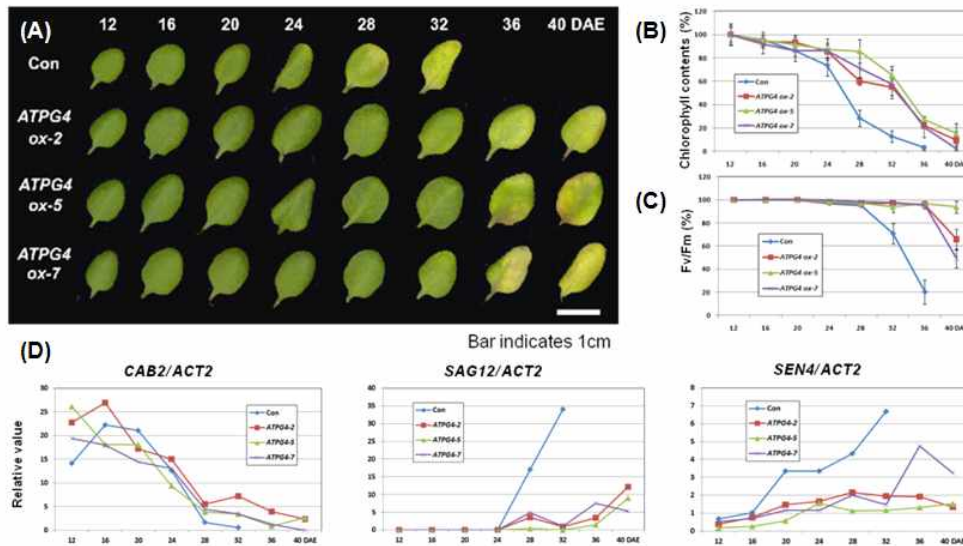 (A)
12 16 20 24 28 32 36 40 DAE
Con
ATPG4
ox-2
ATPG4
ox-5
ATPG4
ox-7
Bar indicates 1cm
(B)
Chlorophyll contents (%)
120
100
80
60
40
20
0
Con
ATPG4 ox-2
ATPG4 ox-5
ATPG4 ox-7
12 16 20 24 28 32 36 40 DAE
(C)
Fv/Fm (%)
120
100
80
60
40
20
0
Con
ATPG4 ox-2
ATPG4 ox-5
ATPG4 ox-7
12 16 20 24 28 32 36 40 DAE
(D)
CAB2/ACT2
Relative value
30
25
20
15
10
5
0
Con
ATPG4-2
ATPG4-5
ATPG4-7
12 16 20 24 28 32 36 40 DAE
SAG12/ACT2
40
35
30
25
20
15
10
5
0
Con
ATPG4-2
ATPG4-5
ATPG4-7
12 16 20 24 28 32 36 40 DAE
SEN4/ACT2
8
7
6
5
4
3
2
1
0
Con
ATPG4-2
ATPG4-5
ATPG4-7
12 16 20 24 28 32 36 40 DAE